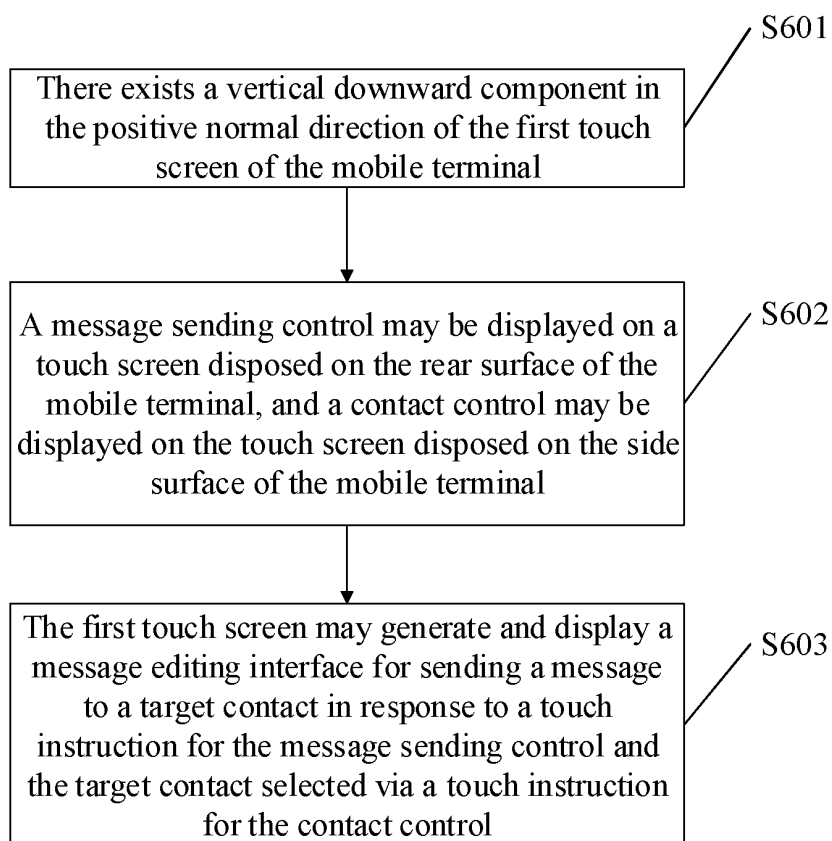 S601
There exists a vertical downward component in
the positive normal direction of the first touch
screen of the mobile terminal
S602
A message sending control may be displayed on a
touch screen disposed on the rear surface of the
mobile terminal, and a contact control may be
displayed on the touch screen disposed on the side
surface of the mobile terminal
S603
The first touch screen may generate and display a
message editing interface for sending a message
to a target contact in response to a touch
instruction for the message sending control and
the target contact selected via a touch instruction
for the contact control